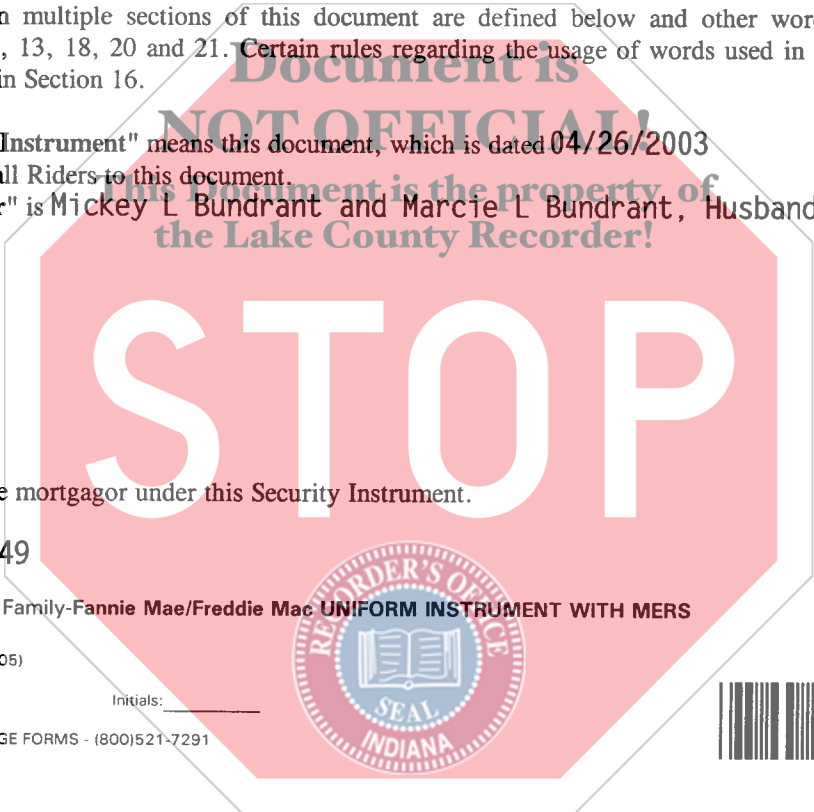 n multiple sections of this document are defined below and other wor
, 13, 18, 20 and 21. Certain rules regarding the usage of words used in
in Section 16.
Document is
NOT OFFICIAL!
Instrument" means this document, which is dated 04/26/2003
all Riders to this document.
This Document is the property of
r" is Mickey L Bundrant and Marcie L Bundrant, Husband
the Lake County Recorder!
STOP
e mortgagor under this Security Instrument.
49
Family-Fannie Mae/Freddie Mac UNIFORM INSTRUMENT WITH MERS
05)
Initials:
GE FORMS - (800)521-7291
RECORDER'S OFFICE
SEAL
INDIANA